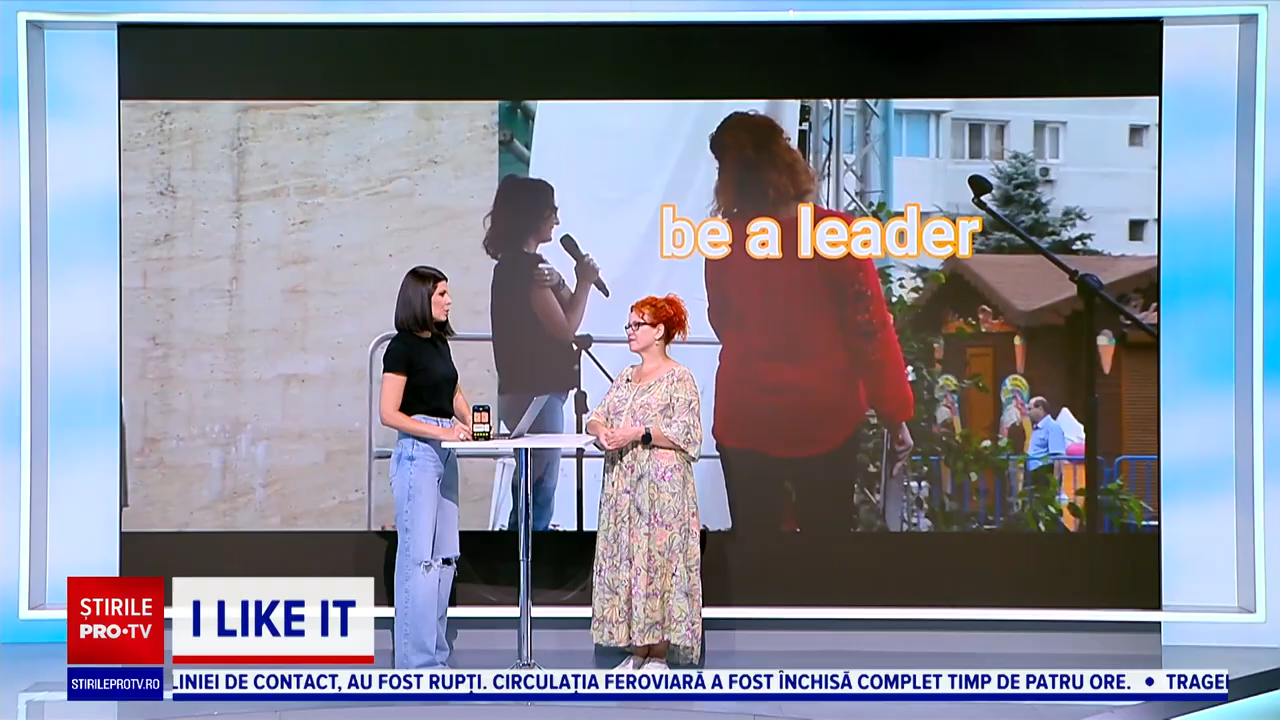 be a leader
ȘTIRILE
PRO•TV
I LIKE IT
STIRILEPROTV.RO
LINIEI DE CONTACT, AU FOST RUPȚI. CIRCULAȚIA FEROVIARĂ A FOST ÎNCHISĂ COMPLET TIMP DE PATRU ORE. •